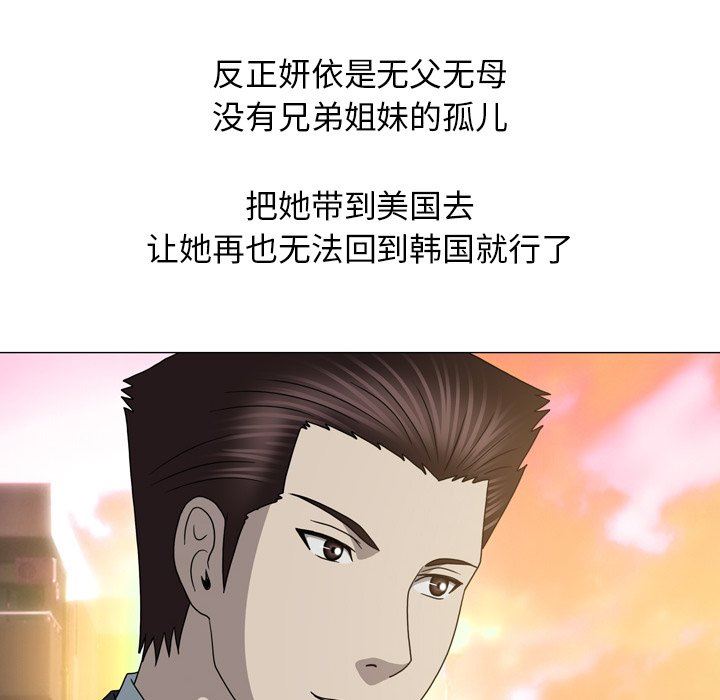 反正妍依是无父无母
没有兄弟姐妹的孤儿
把她带到美国去
让她再也无法回到韩国就行了